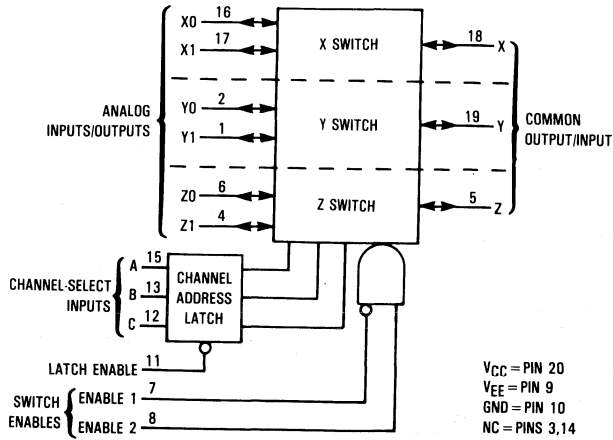 X0 16
X1 17
X SWITCH
18 X
ANALOG
INPUTS/OUTPUTS
Y0 2
Y1 1
Y SWITCH
19 Y
COMMON
OUTPUT/INPUT
Z0 6
Z1 4
Z SWITCH
5 Z
CHANNEL-SELECT
INPUTS
A 15
B 13
C 12
CHANNEL
ADDRESS
LATCH
LATCH ENABLE 11
SWITCH
ENABLES
ENABLE 1 7
ENABLE 2 8
VCC = PIN 20
VEE = PIN 9
GND = PIN 10
NC = PINS 3,14